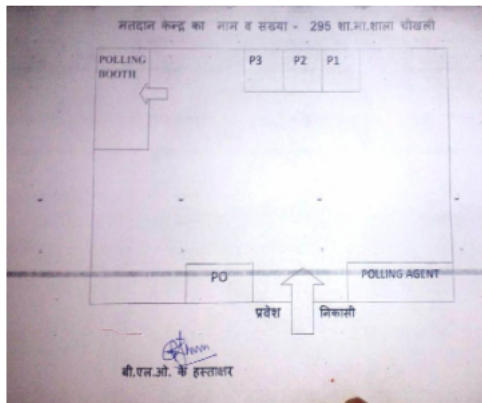 मतदान केन्द्र का नाम व संख्या - 295 शा.मा.शाला चीखली
POLLING
BOOTH
P3 P2 P1
PO
POLLING AGENT
प्रवेश निकासी
बी.एल.ओ. के हस्ताक्षर